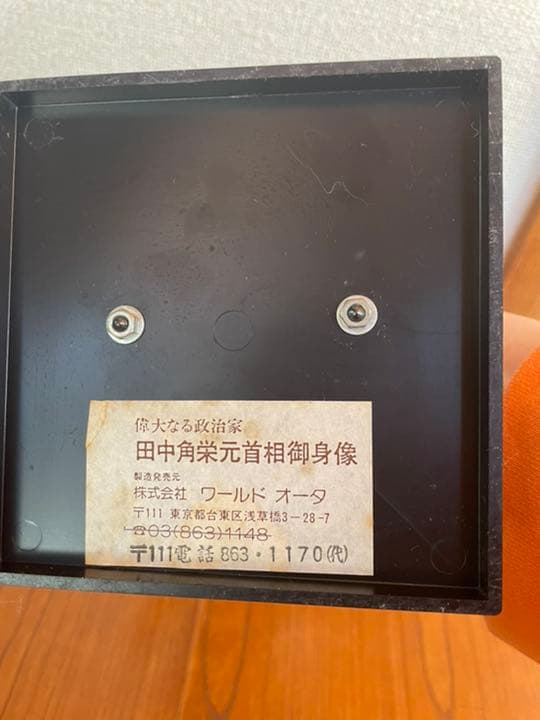 偉大なる政治家
田中角栄元首相御身像
製造発売元
株式会社 ワールド オータ
〒111 東京都台東区浅草橋3-28-7
☎03(863)1148
〒111電話 863・1170(代)